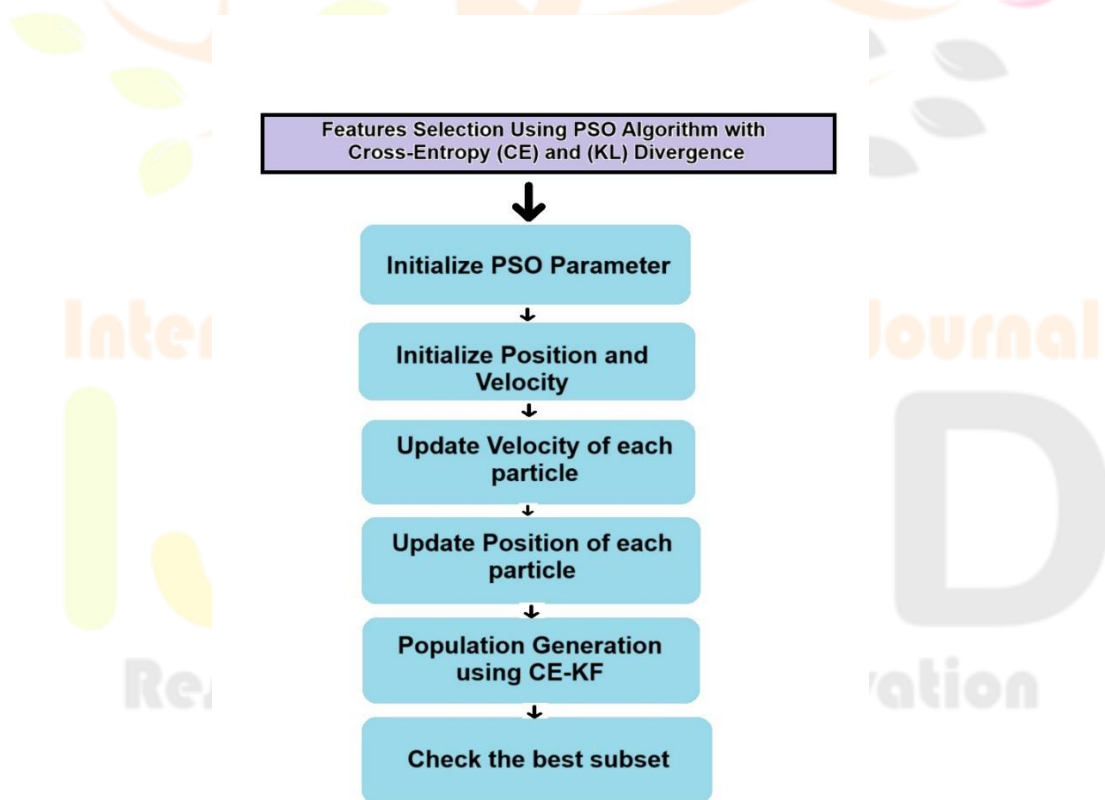 Features Selection Using PSO Algorithm with
Cross-Entropy (CE) and (KL) Divergence
Initialize PSO Parameter
Initialize Position and
Velocity
Update Velocity of each
particle
Update Position of each
particle
Population Generation
using CE-KF
Check the best subset
Journal